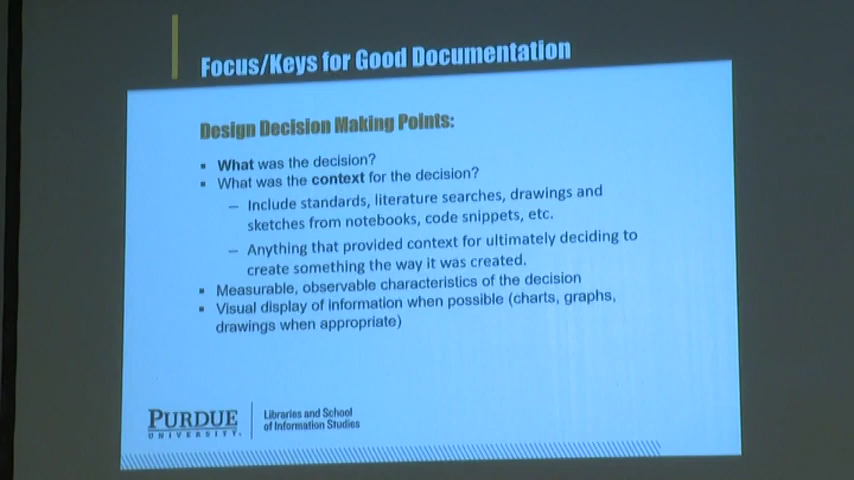 Focus/Keys for Good Documentation
Design Decision Making Points:
▪ What was the decision?
▪ What was the context for the decision?
– Include standards, literature searches, drawings and
sketches from notebooks, code snippets, etc.
– Anything that provided context for ultimately deciding to
create something the way it was created.
▪ Measurable, observable characteristics of the decision
▪ Visual display of information when possible (charts, graphs,
drawings when appropriate)
PURDUE
UNIVERSITY.
Libraries and School
of Information Studies